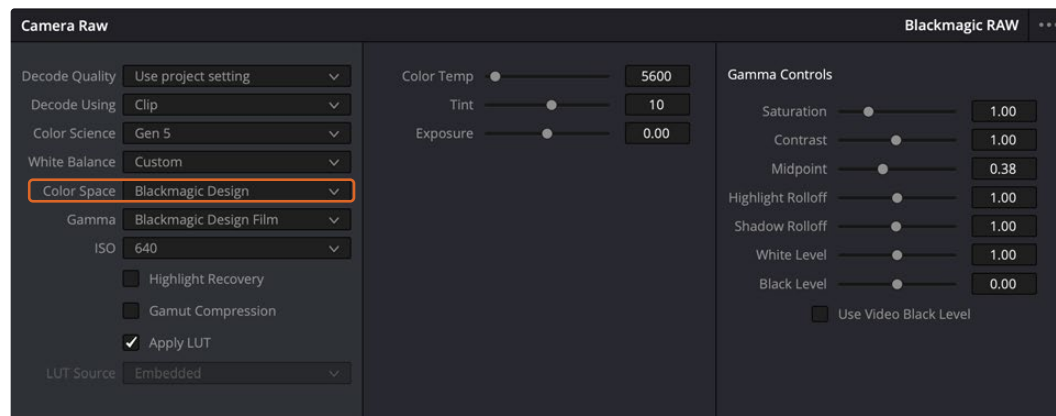 Camera Raw
Blackmagic RAW
Decode Quality Use project setting
Decode Using Clip
Color Science Gen 5
White Balance Custom
Color Space Blackmagic Design
Gamma Blackmagic Design Film
ISO 640
Highlight Recovery
Gamut Compression
Apply LUT
LUT Source Embedded
Color Temp 5600
Tint 10
Exposure 0.00
Gamma Controls
Saturation 1.00
Contrast 1.00
Midpoint 0.38
Highlight Rolloff 1.00
Shadow Rolloff 1.00
White Level 1.00
Black Level 0.00
Use Video Black Level